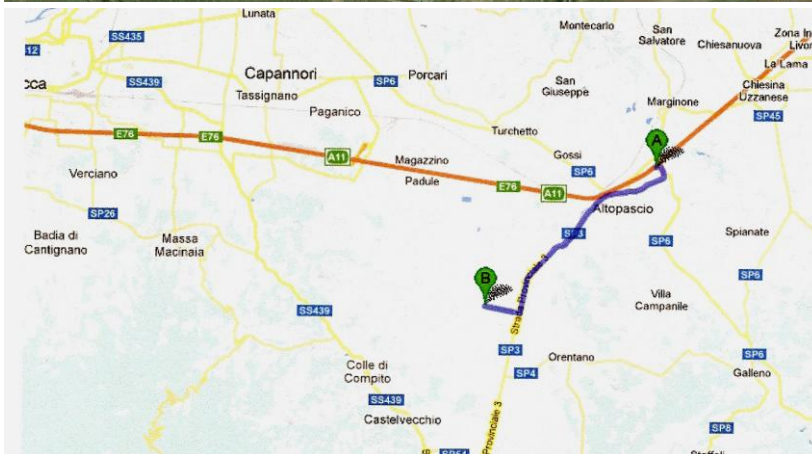 Lunata
Montecarlo
San
Salvatore
Chiesanuova
Zona In
Livor
La Lama
SS435
12
SS439
Capannori
SP6
Porcari
San
Giuseppe
Chiesina
Uzzanese
cca
Tassignano
Paganico
Marginone
SP45
Turchetto
E76
E76
A11
Magazzino
Padule
Gossi
A
SP6
Verciano
E76
A11
Altopascio
SP26
Badia di
Cantignano
Massa
Macinaia
SP3
SP6
Spianate
B
Strada Provinciale 3
SP6
Villa
Campanile
SS439
SP3
Orentano
SP4
SP6
Colle di
Compito
Galleno
SS439
Castelvecchio
Provinciale 3
SP8